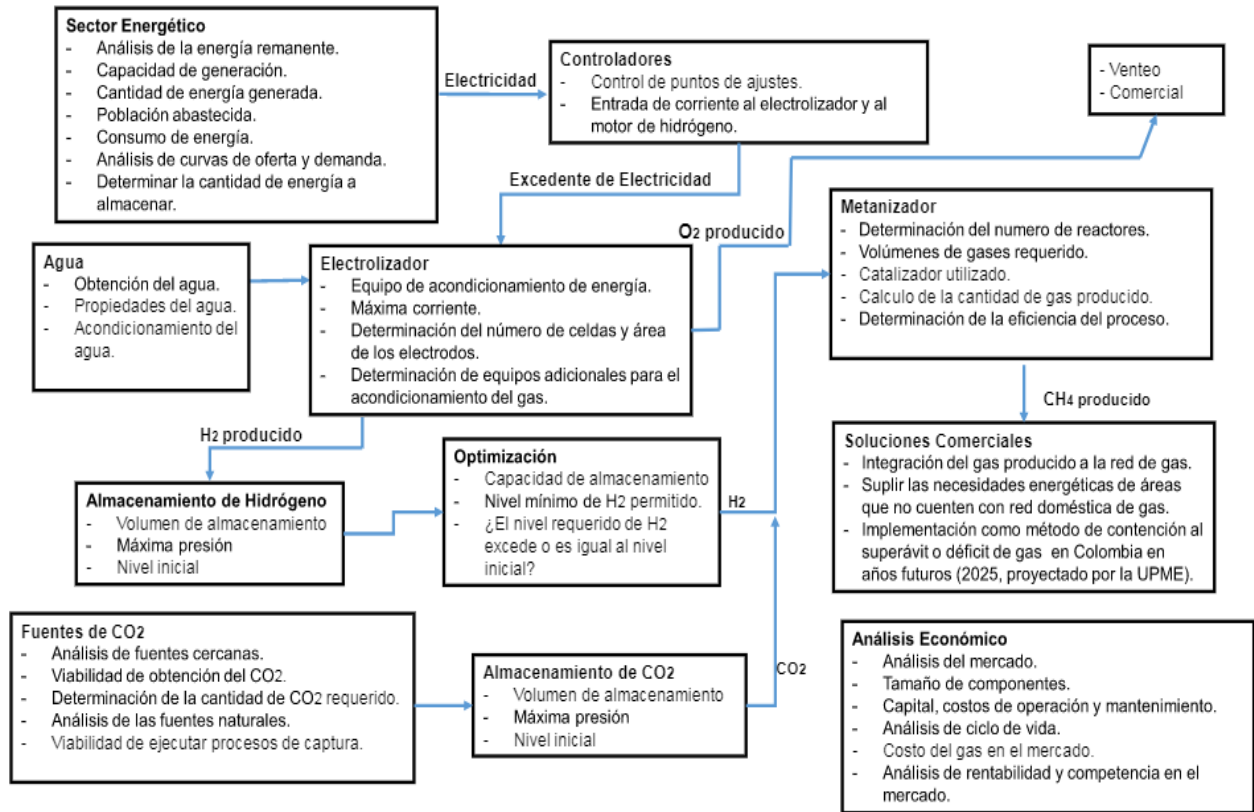 Sector Energético
- Análisis de la energía remanente.
- Capacidad de generación.
- Cantidad de energía generada.
- Población abastecida.
- Consumo de energía.
- Análisis de curvas de oferta y demanda.
- Determinar la cantidad de energía a
almacenar.
Electricidad
Controladores
- Control de puntos de ajustes.
- Entrada de corriente al electrolizador y al
motor de hidrógeno.
- Venteo
- Comercial
Excedente de Electricidad
O2 producido
Agua
- Obtención del agua.
- Propiedades del agua.
- Acondicionamiento del
agua.
Electrolizador
- Equipo de acondicionamiento de energía.
- Máxima corriente.
- Determinación del número de celdas y área
de los electrodos.
- Determinación de equipos adicionales para el
acondicionamiento del gas.
Metanizador
- Determinación del numero de reactores.
- Volúmenes de gases requerido.
- Catalizador utilizado.
- Calculo de la cantidad de gas producido.
- Determinación de la eficiencia del proceso.
H2 producido
CH4 producido
Almacenamiento de Hidrógeno
- Volumen de almacenamiento
- Máxima presión
- Nivel inicial
Optimización
- Capacidad de almacenamiento
- Nivel mínimo de H2 permitido.
- ¿El nivel requerido de H2
excede o es igual al nivel
inicial?
H2
Soluciones Comerciales
- Integración del gas producido a la red de gas.
- Suplir las necesidades energéticas de áreas
que no cuenten con red doméstica de gas.
- Implementación como método de contención al
superávit o déficit de gas en Colombia en
años futuros (2025, proyectado por la UPME).
Fuentes de CO2
- Análisis de fuentes cercanas.
- Viabilidad de obtención del CO2.
- Determinación de la cantidad de CO2 requerido.
- Análisis de las fuentes naturales.
- Viabilidad de ejecutar procesos de captura.
Almacenamiento de CO2
- Volumen de almacenamiento
- Máxima presión
- Nivel inicial
CO2
Análisis Económico
- Análisis del mercado.
- Tamaño de componentes.
- Capital, costos de operación y mantenimiento.
- Análisis de ciclo de vida.
- Costo del gas en el mercado.
- Análisis de rentabilidad y competencia en el
mercado.